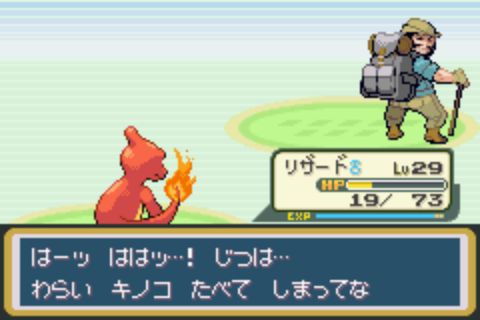 リザード♂ Lv29
HP
19/ 73
EXP
はーッ ははッ…! じつは…
わらい キノコ たべて しまってな